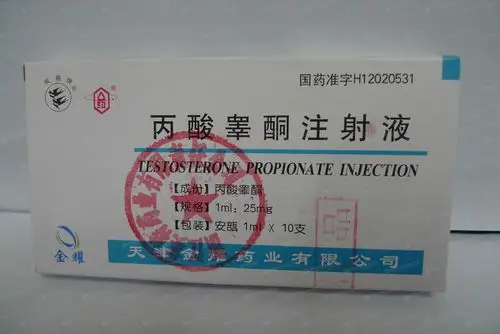 国药准字H12020531
丙酸睾酮注射液
TESTOSTERONE PROPIONATE INJECTION
【成份】丙酸睾酮
【规格】1ml：25mg
【包装】安瓿 1ml×10支
金耀
天津金耀药业有限公司